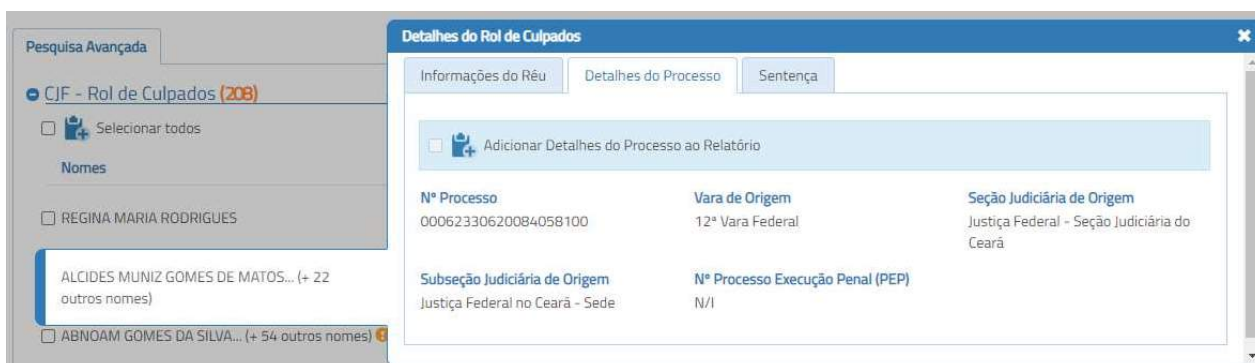 Pesquisa Avançada
CJF - Rol de Culpados (208)
Selecionar todos
Nomes
REGINA MARIA RODRIGUES
ALCIDES MUNIZ GOMES DE MATOS... (+ 22
outros nomes)
ABNOAM GOMES DA SILVA... (+ 54 outros nomes)
Detalhes do Rol de Culpados
Informações do Réu
Detalhes do Processo
Sentença
Adicionar Detalhes do Processo ao Relatório
Nº Processo
00062330620084058100
Vara de Origem
12ª Vara Federal
Seção Judiciária de Origem
Justiça Federal - Seção Judiciária do
Ceará
Subseção Judiciária de Origem
Justiça Federal no Ceará - Sede
Nº Processo Execução Penal (PEP)
N/I